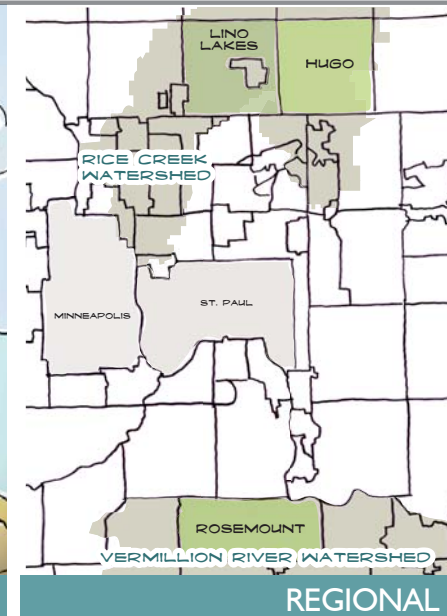 LINO
LAKES
HUGO
RICE CREEK
WATERSHED
MINNEAPOLIS
ST. PAUL
ROSEMOUNT
VERMILLION RIVER WATERSHED
REGIONAL